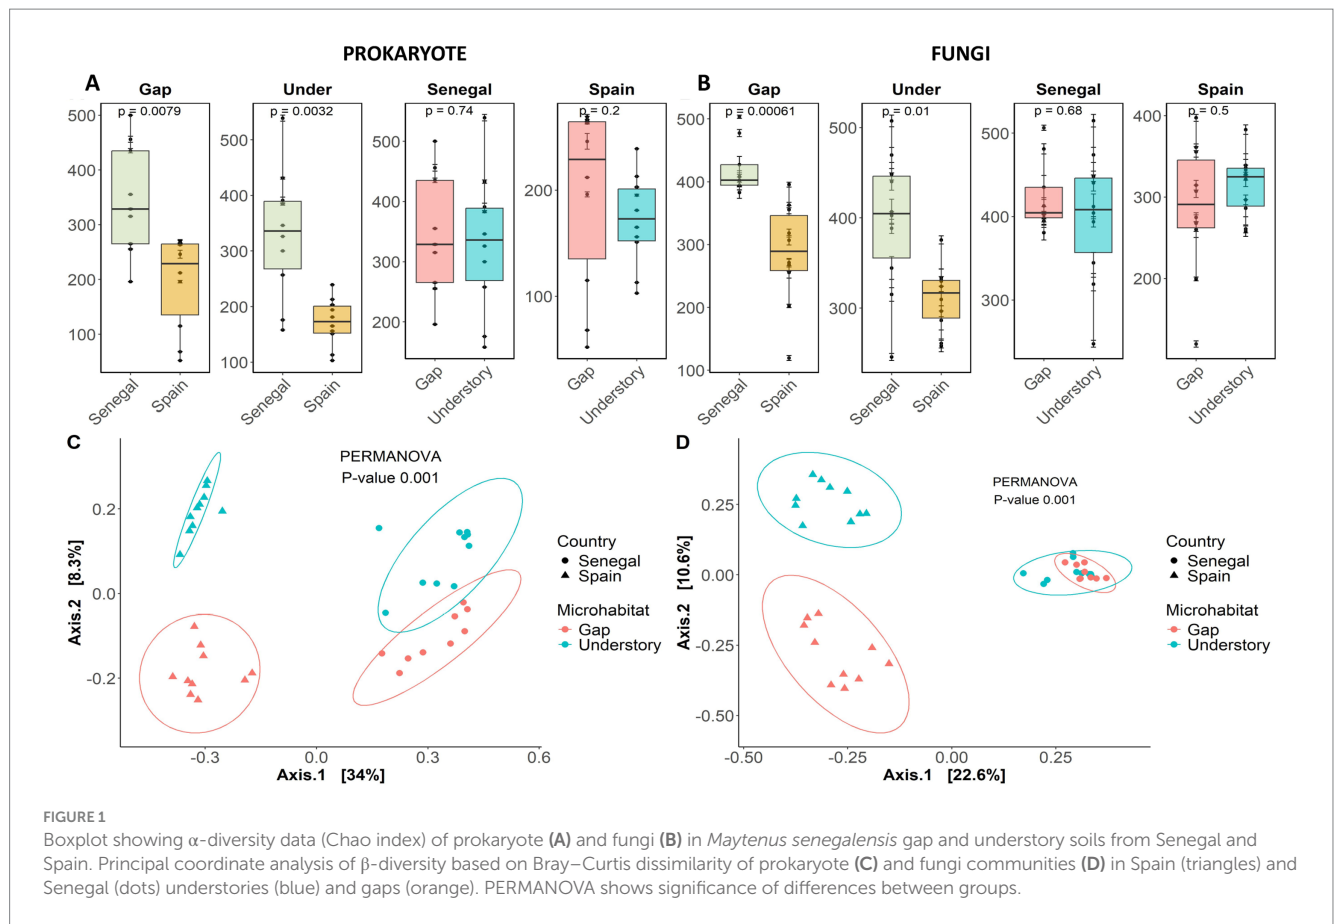 PROKARYOTE
FUNGI
A
Gap
Under
Senegal
Spain
B
Gap
Under
Senegal
Spain
p = 0.0079
p = 0.0032
p = 0.74
p = 0.2
p = 0.00061
p = 0.01
p = 0.68
p = 0.5
500
400
300
200
100
500
400
300
200
100
500
400
300
200
200
100
500
400
300
200
100
500
400
300
500
400
300
400
300
200
Senegal
Spain
Senegal
Spain
Gap
Understory
Gap
Understory
Senegal
Spain
Senegal
Spain
Gap
Understory
Gap
Understory
C
PERMANOVA
P-value 0.001
Axis.2 [8.3%]
0.2
0.0
-0.2
-0.3
0.0
0.3
0.6
Axis.1 [34%]
Country
Senegal
Spain
Microhabitat
Gap
Understory
D
PERMANOVA
P-value 0.001
Axis.2 [10.6%]
0.25
0.00
-0.25
-0.50
-0.50
-0.25
0.00
0.25
Axis.1 [22.6%]
Country
Senegal
Spain
Microhabitat
Gap
Understory
FIGURE 1
Boxplot showing α-diversity data (Chao index) of prokaryote (A) and fungi (B) in Maytenus senegalensis gap and understory soils from Senegal and
Spain. Principal coordinate analysis of β-diversity based on Bray–Curtis dissimilarity of prokaryote (C) and fungi communities (D) in Spain (triangles) and
Senegal (dots) understories (blue) and gaps (orange). PERMANOVA shows significance of differences between groups.